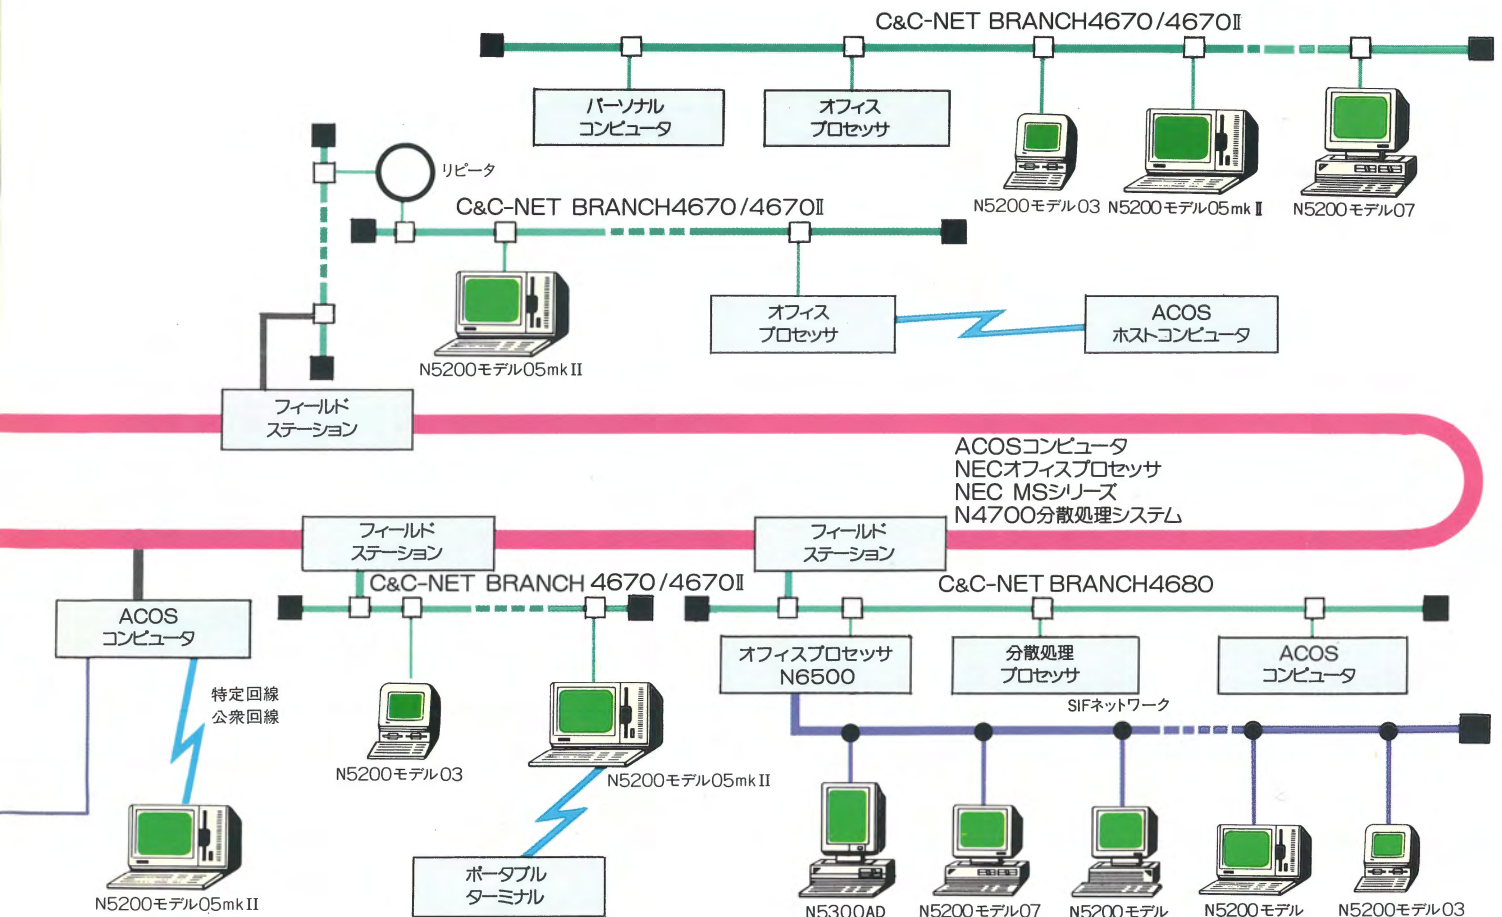 C&C-NET BRANCH4670/4670Ⅱ
パーソナル
コンピュータ
オフィス
プロセッサ
N5200モデル03
N5200モデル05mkⅡ
N5200モデル07
リピータ
C&C-NET BRANCH4670/4670Ⅱ
N5200モデル05mkⅡ
オフィス
プロセッサ
ACOS
ホストコンピュータ
フィールド
ステーション
ACOSコンピュータ
NECオフィスプロセッサ
NEC MSシリーズ
N4700分散処理システム
フィールド
ステーション
フィールド
ステーション
C&C-NET BRANCH 4670/4670Ⅱ
C&C-NET BRANCH4680
ACOS
コンピュータ
特定回線
公衆回線
N5200モデル05mkⅡ
N5200モデル03
N5200モデル05mkⅡ
ポータブル
ターミナル
オフィスプロセッサ
N6500
分散処理
プロセッサ
ACOS
コンピュータ
SIFネットワーク
N5300AD
N5200モデル07
N5200モデル
N5200モデル
N5200モデル03